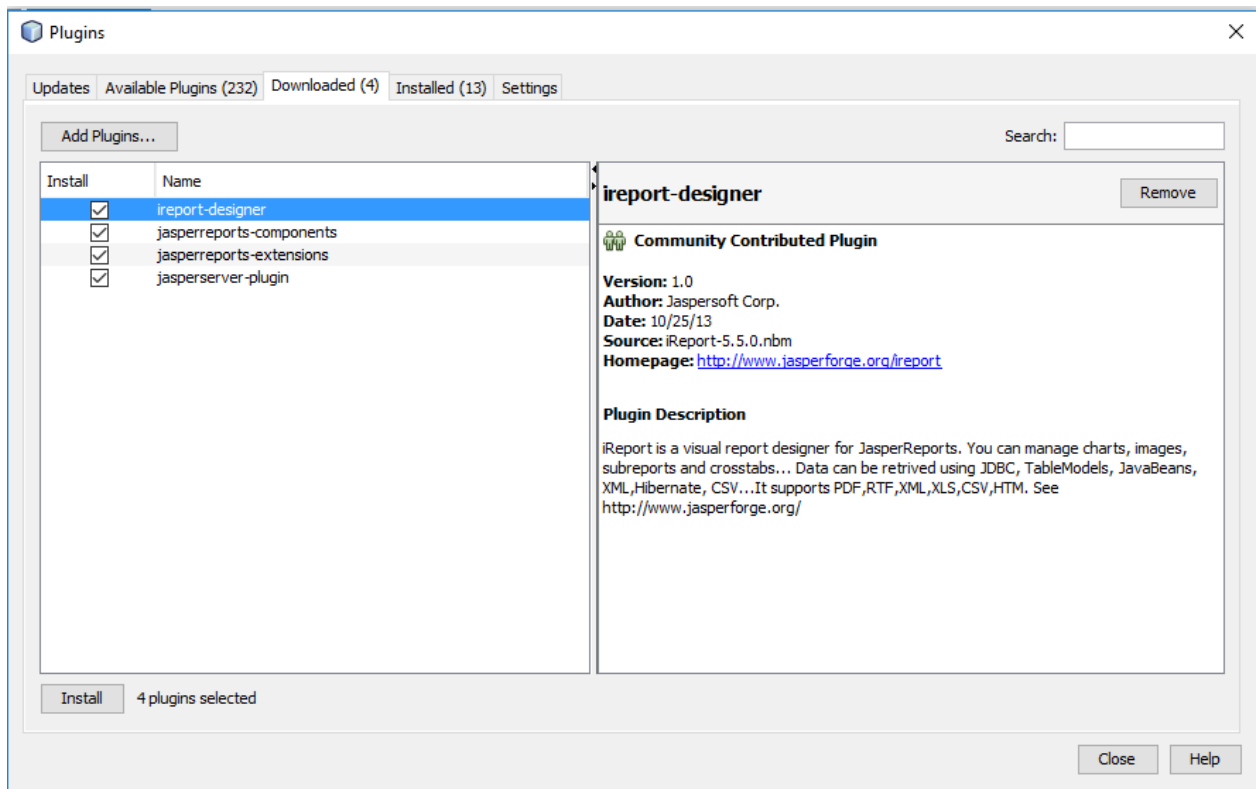 Plugins
Updates Available Plugins (232) Downloaded (4) Installed (13) Settings
Add Plugins... Search:
Install Name
ireport-designer
jasperreports-components
jasperreports-extensions
jasperserver-plugin
ireport-designer Remove
Community Contributed Plugin
Version: 1.0
Author: Jaspersoft Corp.
Date: 10/25/13
Source: iReport-5.5.0.nbm
Homepage: http://www.jasperforge.org/ireport
Plugin Description
iReport is a visual report designer for JasperReports. You can manage charts, images,
subreports and crosstabs... Data can be retrived using JDBC, TableModels, JavaBeans,
XML,Hibernate, CSV...It supports PDF,RTF,XML,XLS,CSV,HTM. See
http://www.jasperforge.org/
Install 4 plugins selected
Close Help